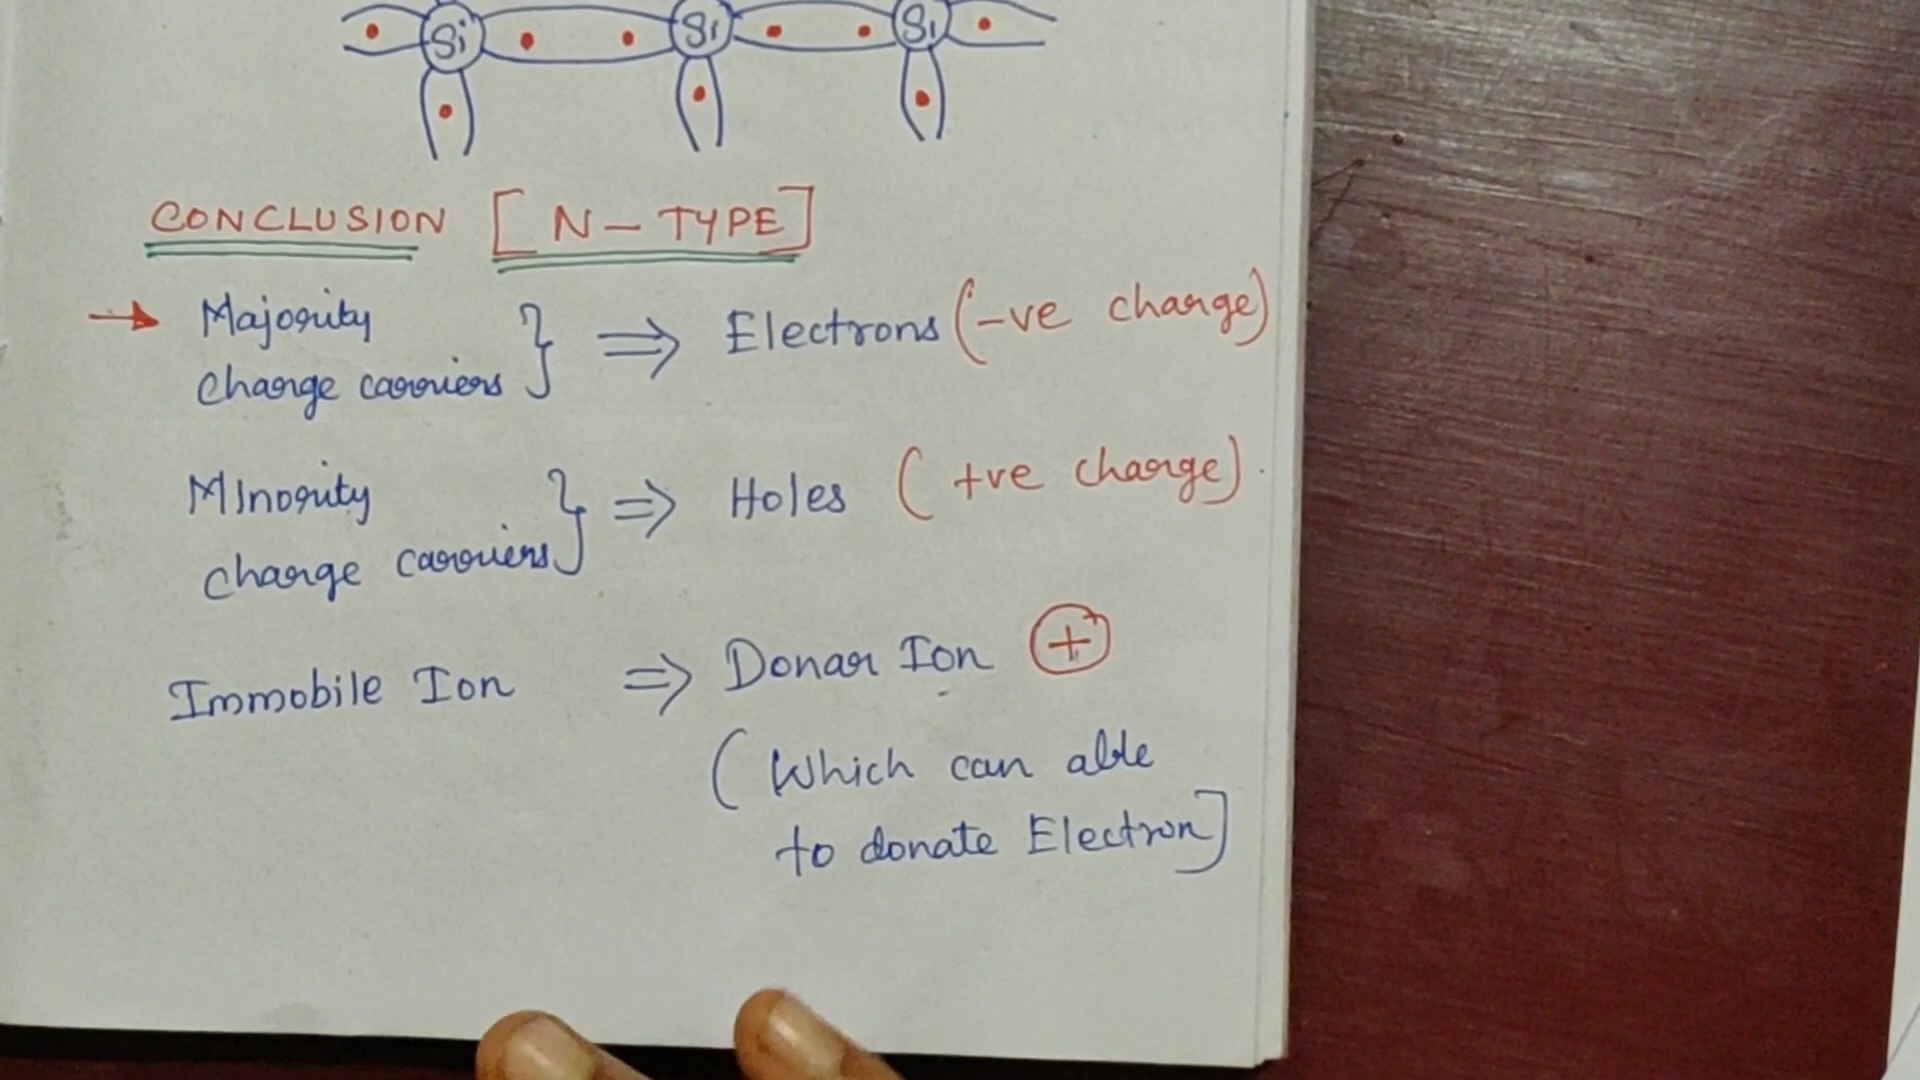 Si Si Si
CONCLUSION [N - TYPE]
Majority
charge carriers } ⇒ Electrons (-ve charge)
Minority
charge carriers } ⇒ Holes (+ve charge)
Immobile Ion ⇒ Donar Ion +
(Which can able
to donate Electron]